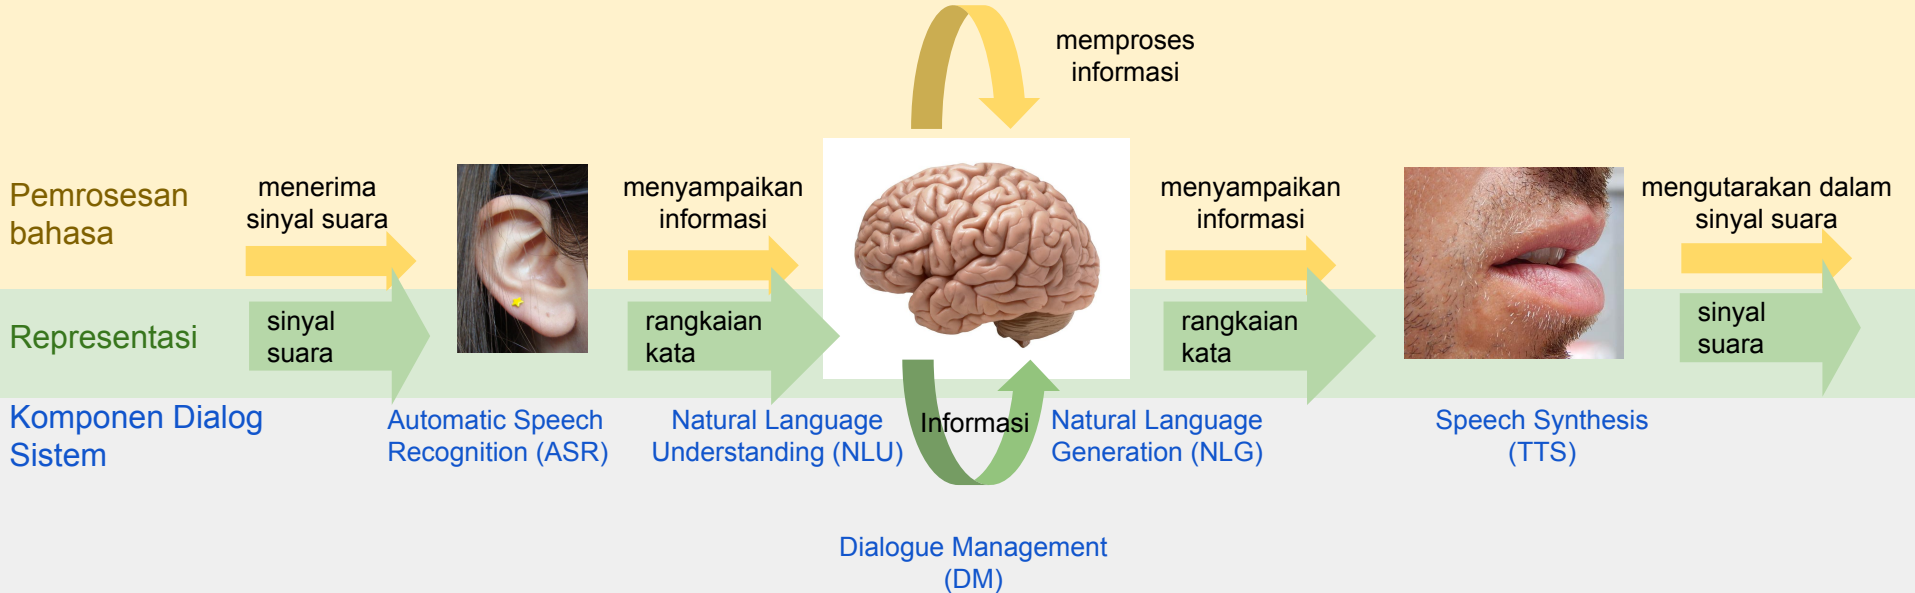 memproses
informasi
Pemrosesan
bahasa
menerima
sinyal suara
menyampaikan
informasi
menyampaikan
informasi
mengutarakan dalam
sinyal suara
Representasi
sinyal
suara
rangkaian
kata
rangkaian
kata
sinyal
suara
Komponen Dialog
Sistem
Automatic Speech
Recognition (ASR)
Natural Language
Understanding (NLU)
Informasi
Natural Language
Generation (NLG)
Speech Synthesis
(TTS)
Dialogue Management
(DM)